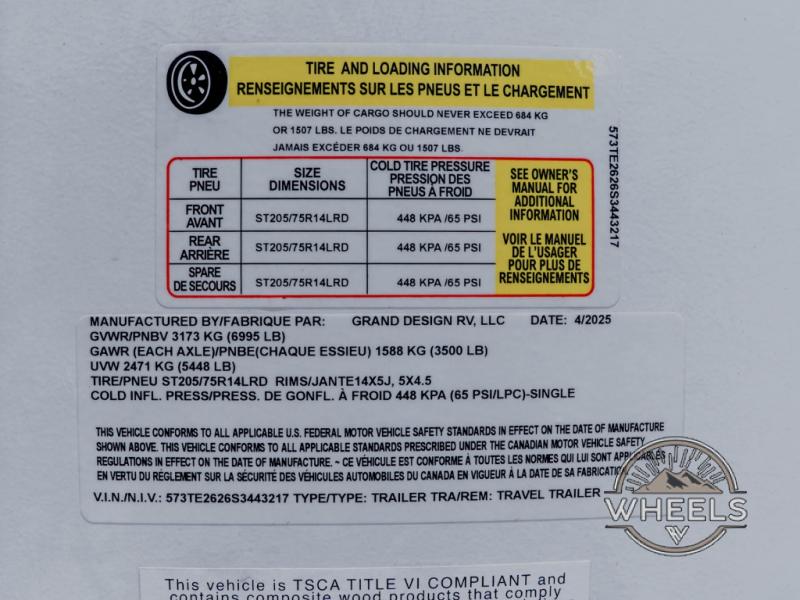 TIRE AND LOADING INFORMATION
RENSEIGNEMENTS SUR LES PNEUS ET LE CHARGEMENT
THE WEIGHT OF CARGO SHOULD NEVER EXCEED 684 KG
OR 1507 LBS. LE POIDS DE CHARGEMENT NE DEVRAIT
JAMAIS EXCÉDER 684 KG OU 1507 LBS.
TIRE
PNEU
SIZE
DIMENSIONS
COLD TIRE PRESSURE
PRESSION DES
PNEUS À FROID
FRONT
AVANT
ST205/75R14LRD
448 KPA /65 PSI
REAR
ARRIÈRE
ST205/75R14LRD
448 KPA /65 PSI
SPARE
DE SECOURS
ST205/75R14LRD
448 KPA /65 PSI
SEE OWNER'S
MANUAL FOR
ADDITIONAL
INFORMATION
VOIR LE MANUEL
DE L'USAGER
POUR PLUS DE
RENSEIGNEMENTS
573TE2626S3443217
MANUFACTURED BY/FABRIQUE PAR: GRAND DESIGN RV, LLC DATE: 4/2025
GVWR/PNBV 3173 KG (6995 LB)
GAWR (EACH AXLE)/PNBE(CHAQUE ESSIEU) 1588 KG (3500 LB)
UVW 2471 KG (5448 LB)
TIRE/PNEU ST205/75R14LRD RIMS/JANTE14X5J, 5X4.5
COLD INFL. PRESS/PRESS. DE GONFL. À FROID 448 KPA (65 PSI/LPC)-SINGLE
THIS VEHICLE CONFORMS TO ALL APPLICABLE U.S. FEDERAL MOTOR VEHICLE SAFETY STANDARDS IN EFFECT ON THE DATE OF MANUFACTURE
SHOWN ABOVE. THIS VEHICLE CONFORMS TO ALL APPLICABLE STANDARDS PRESCRIBED UNDER THE CANADIAN MOTOR VEHICLE SAFETY
REGULATIONS IN EFFECT ON THE DATE OF MANUFACTURE. ~ CE VÉHICULE EST CONFORME À TOUTES LES NORMES QUI LUI SONT APPLICABLES
EN VERTU DU RÉGLEMENT SUR LA SÉCURITÉ DES VÉHICULES AUTOMOBILES DU CANADA EN VIGUEUR À LA DATE DE SA FABRICATION
V.I.N./N.I.V.: 573TE2626S3443217 TYPE/TYPE: TRAILER TRA/REM: TRAVEL TRAILER
WHEELS
This vehicle is TSCA TITLE VI COMPLIANT and
contains composite wood products that comply